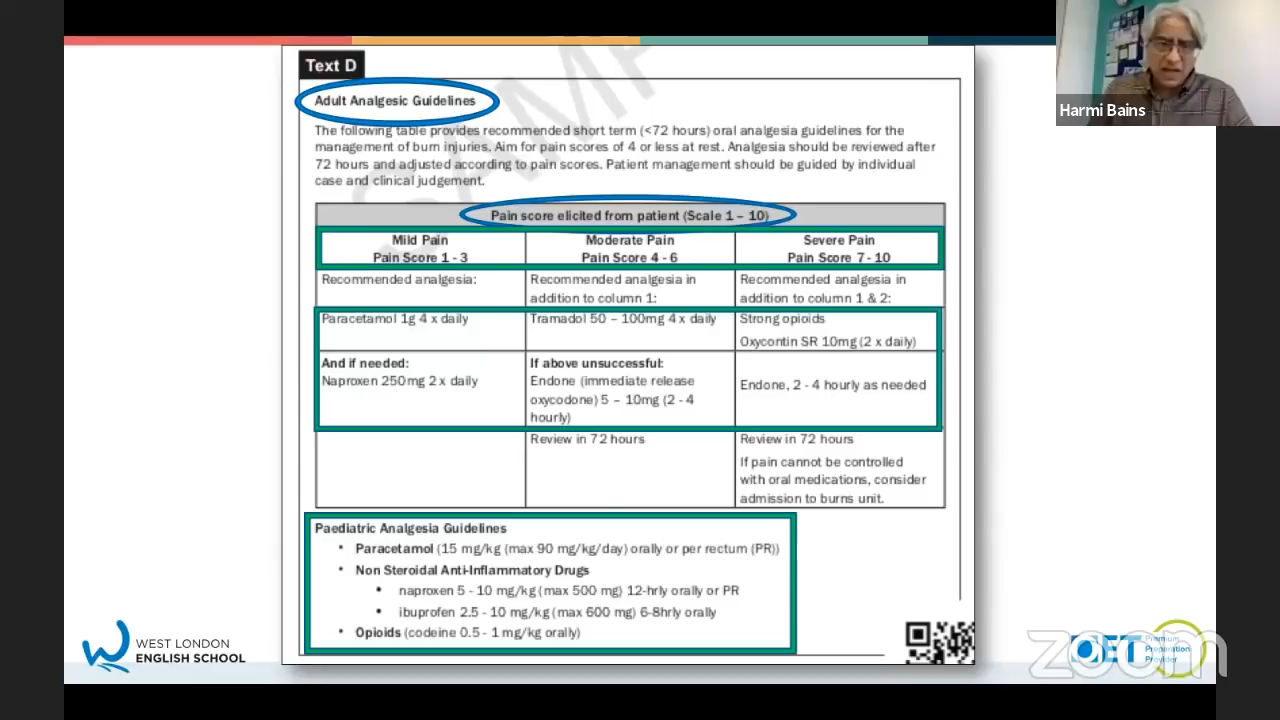 Text D
Adult Analgesic Guidelines
The following table provides recommended short term (<72 hours) oral analgesia guidelines for the
management of burn injuries. Aim for pain scores of 4 or less at rest. Analgesia should be reviewed after
72 hours and adjusted according to pain scores. Patient management should be guided by individual
case and clinical judgement.
Pain score elicited from patient (Scale 1 – 10)
Mild Pain
Pain Score 1 - 3
Moderate Pain
Pain Score 4 - 6
Severe Pain
Pain Score 7 - 10
Recommended analgesia:
Recommended analgesia in
addition to column 1:
Recommended analgesia in
addition to column 1 & 2:
Paracetamol 1g 4 x daily
Tramadol 50 – 100mg 4 x daily
Strong opioids
Oxycontin SR 10mg (2 x daily)
And if needed:
Naproxen 250mg 2 x daily
If above unsuccessful:
Endone (immediate release
oxycodone) 5 – 10mg (2 - 4
hourly)
Endone, 2 - 4 hourly as needed
Review in 72 hours
Review in 72 hours
If pain cannot be controlled
with oral medications, consider
admission to burns unit.
Paediatric Analgesia Guidelines
• Paracetamol (15 mg/kg (max 90 mg/kg/day) orally or per rectum (PR))
• Non Steroidal Anti-Inflammatory Drugs
• naproxen 5 - 10 mg/kg (max 500 mg) 12-hrly orally or PR
• ibuprofen 2.5 - 10 mg/kg (max 600 mg) 6-8hrly orally
• Opioids (codeine 0.5 - 1 mg/kg orally)
Harmi Bains
WEST LONDON
ENGLISH SCHOOL
OET
Premium
Preparation
Provider
zoom